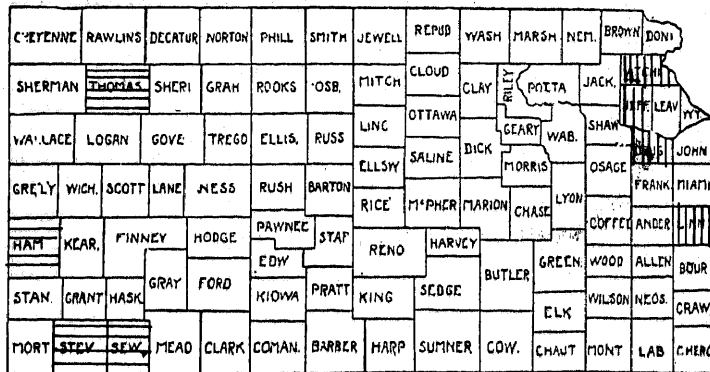 CHEYENNE RAWLINS DECATUR NORTON PHILL SMITH JEWELL REPUB WASH MARSH NEM. BROWN DONI
SHERMAN THOMAS SHERI GRAH ROOKS OSB. MITCH CLOUD CLAY RILEY POTTA JACK. ATCHI
JEFF LEAV WY
WALLACE LOGAN GOVE TREGO ELLIS. RUSS LINC OTTAWA DICK GEARY WAB. SHAW DOUG JOHN
ELLSW SALINE MORRIS OSAGE
GREELY WICH. SCOTT LANE NESS RUSH BARTON RICE McPHER MARION CHASE LYON FRANK. MIAMI
HAM KEAR. FINNEY HODGE PAWNEE STAF RENO HARVEY COFFEY ANDER LINN
EDW BUTLER GREEN. WOOD ALLEN BOUR
STAN. GRANT HASK. GRAY FORD KIOWA PRATT KING SEDGE ELK WILSON NEOS. CRAW
MORT STEV SEW. MEAD CLARK COMAN. BARBER HARP SUMNER COW. CHAUT MONT LAB CHERO